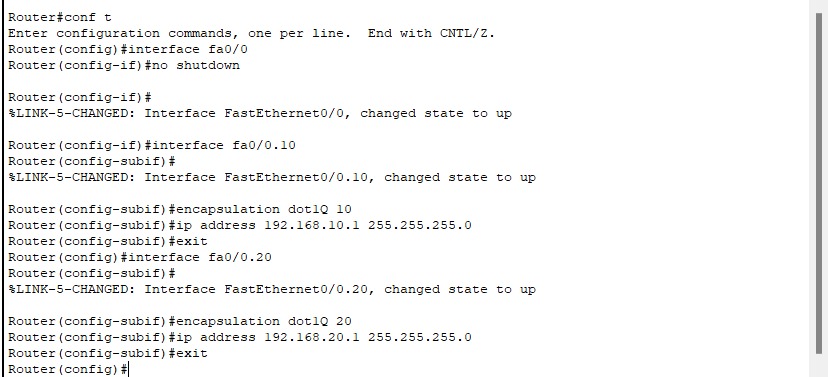 Router#conf t
Enter configuration commands, one per line.  End with CNTL/Z.
Router(config)#interface fa0/0
Router(config-if)#no shutdown
Router(config-if)#
%LINK-5-CHANGED: Interface FastEthernet0/0, changed state to up
Router(config-if)#interface fa0/0.10
Router(config-subif)#
%LINK-5-CHANGED: Interface FastEthernet0/0.10, changed state to up
Router(config-subif)#encapsulation dot1Q 10
Router(config-subif)#ip address 192.168.10.1 255.255.255.0
Router(config-subif)#exit
Router(config)#interface fa0/0.20
Router(config-subif)#
%LINK-5-CHANGED: Interface FastEthernet0/0.20, changed state to up
Router(config-subif)#encapsulation dot1Q 20
Router(config-subif)#ip address 192.168.20.1 255.255.255.0
Router(config-subif)#exit
Router(config)#